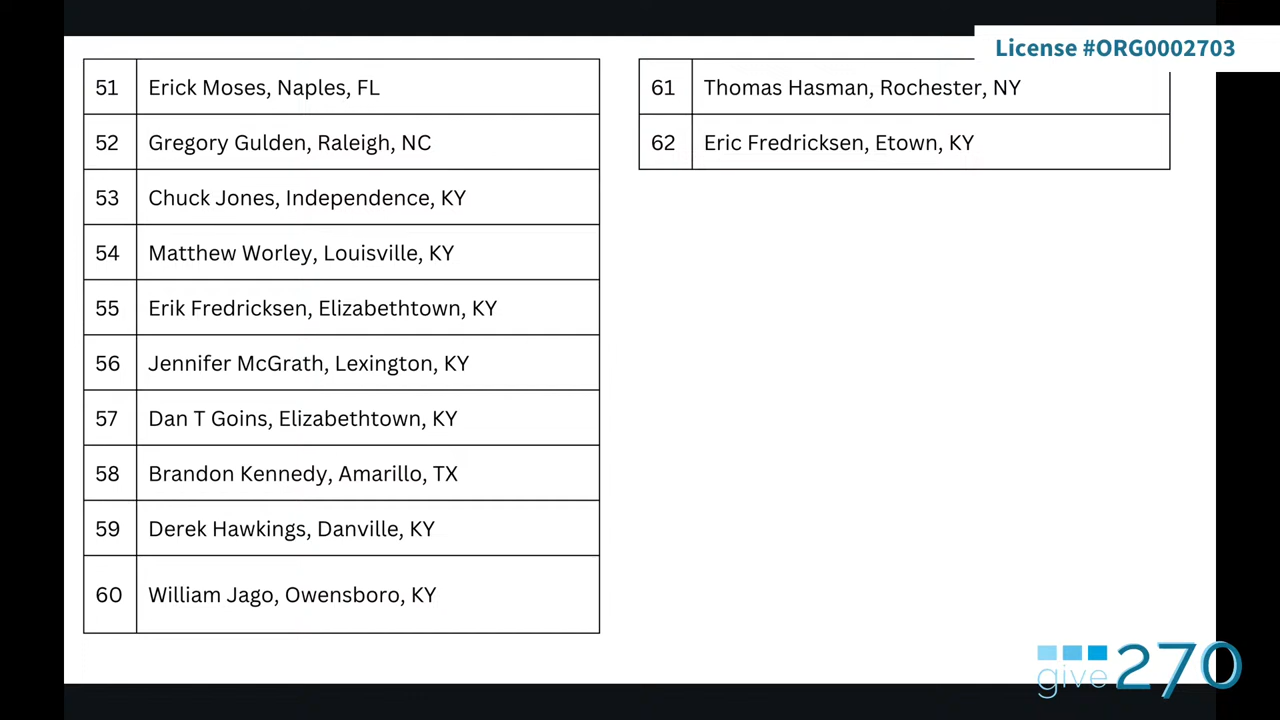 License #ORG0002703
51 Erick Moses, Naples, FL
52 Gregory Gulden, Raleigh, NC
53 Chuck Jones, Independence, KY
54 Matthew Worley, Louisville, KY
55 Erik Fredricksen, Elizabethtown, KY
56 Jennifer McGrath, Lexington, KY
57 Dan T Goins, Elizabethtown, KY
58 Brandon Kennedy, Amarillo, TX
59 Derek Hawkings, Danville, KY
60 William Jago, Owensboro, KY
61 Thomas Hasman, Rochester, NY
62 Eric Fredricksen, Etown, KY
give 270